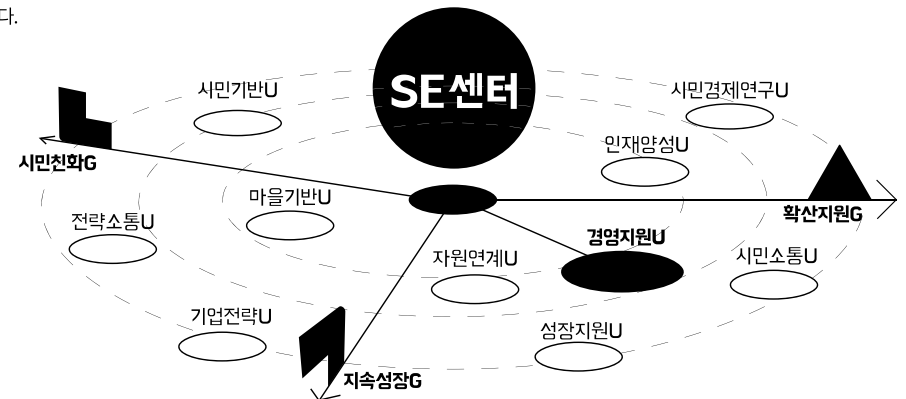 다.
SE센터
시민기반U
시민경제연구U
인재양성U
시민친화G
마을기반U
확산지원G
전략소통U
경영지원U
자원연계U
시민소통U
기업전략U
성장지원U
지속성장G